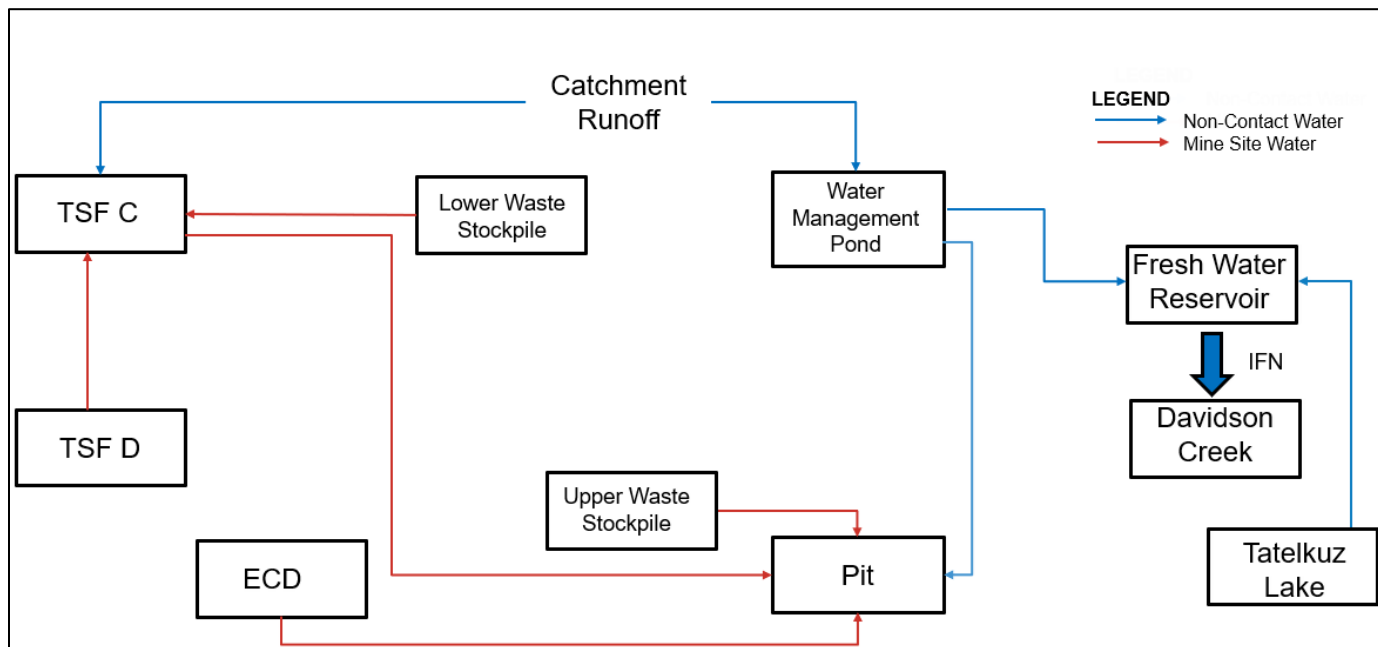 Catchment
Runoff
LEGEND
Non-Contact Water
Mine Site Water
TSF C
Lower Waste
Stockpile
Water
Management
Pond
Fresh Water
Reservoir
IFN
Davidson
Creek
TSF D
Upper Waste
Stockpile
ECD
Pit
Tatelkuz
Lake